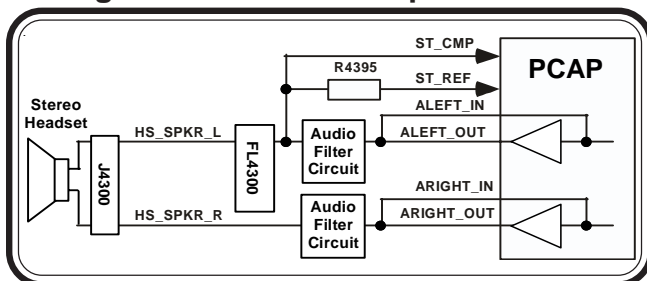 ST_CMP
R4395
ST_REF
PCAP
Stereo
Headset
ALEFT_IN
HS_SPKR_L
ALEFT_OUT
J4300
FL4300
Audio
Filter
Circuit
ARIGHT_IN
HS_SPKR_R
ARIGHT_OUT
Audio
Filter
Circuit